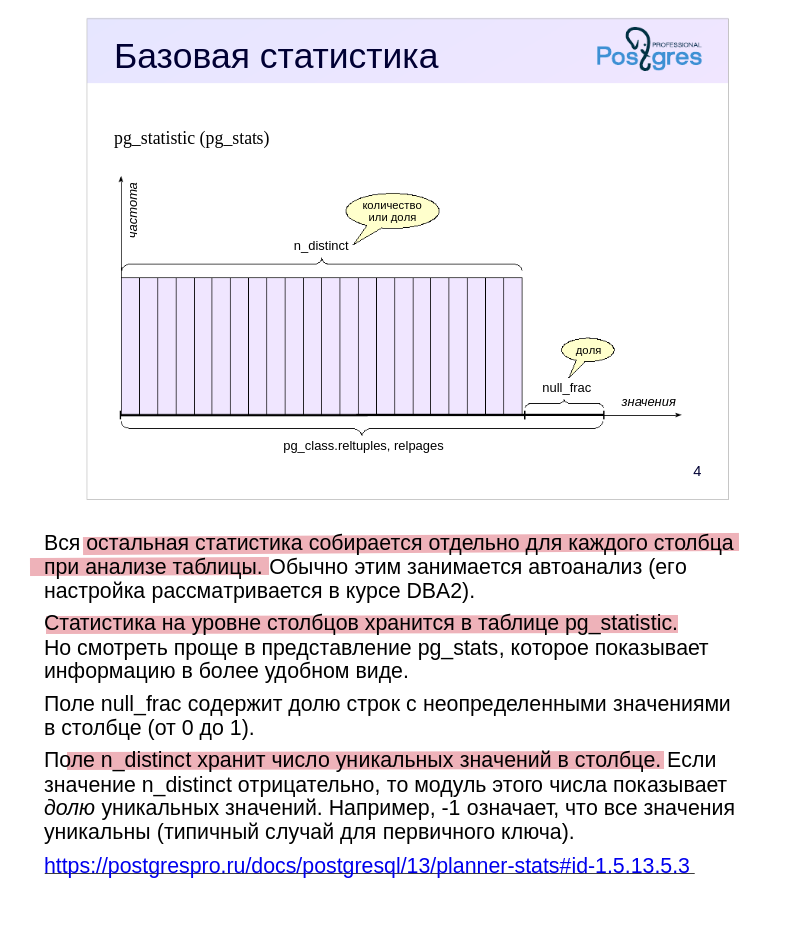 Базовая статистика
PROFESSIONAL
Postgres
pg_statistic (pg_stats)
частота
количество
или доля
n_distinct
доля
null_frac
значения
pg_class.reltuples, relpages
4
Вся остальная статистика собирается отдельно для каждого столбца
при анализе таблицы. Обычно этим занимается автоанализ (его
настройка рассматривается в курсе DBA2).
Статистика на уровне столбцов хранится в таблице pg_statistic.
Но смотреть проще в представление pg_stats, которое показывает
информацию в более удобном виде.
Поле null_frac содержит долю строк с неопределенными значениями
в столбце (от 0 до 1).
Поле n_distinct хранит число уникальных значений в столбце. Если
значение n_distinct отрицательно, то модуль этого числа показывает
долю уникальных значений. Например, -1 означает, что все значения
уникальны (типичный случай для первичного ключа).
https://postgrespro.ru/docs/postgresql/13/planner-stats#id-1.5.13.5.3